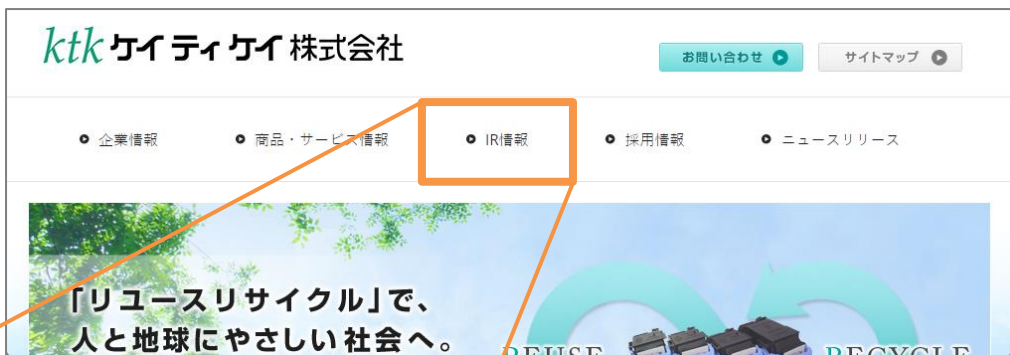 ktk ケイティケイ 株式会社
お問い合わせ サイトマップ
企業情報 商品・サービス情報 IR情報 採用情報 ニュースリリース
「リユースリサイクル」で、
人と地球にやさしい社会へ。
REUSE RECYCLE